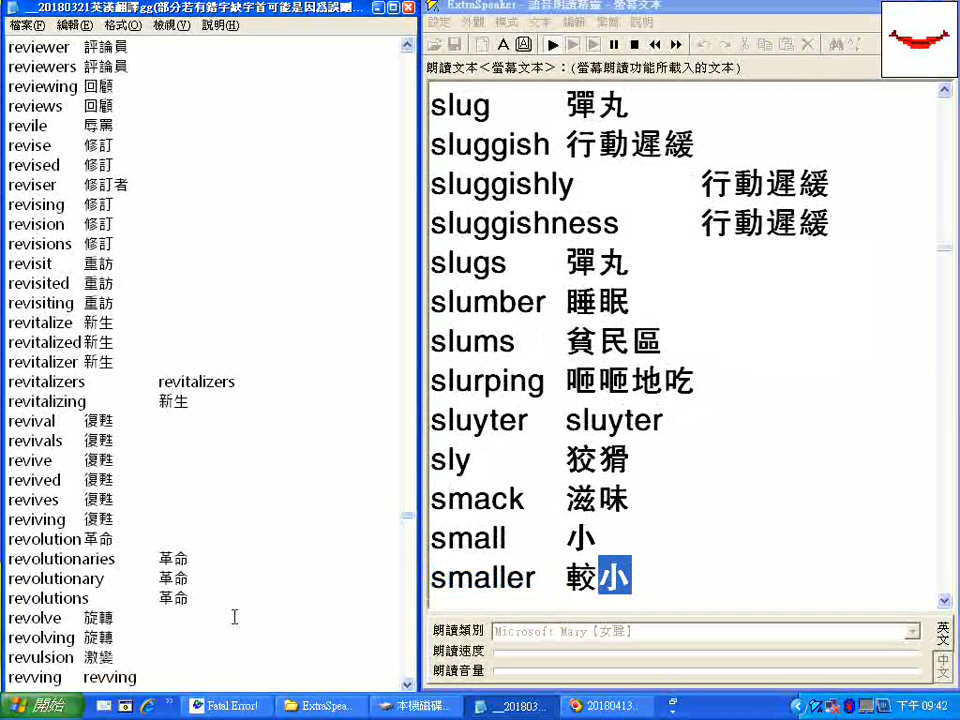 __20180321英漢翻譯gg(部分若有錯字缺字首可能是因為誤刪...
檔案(F) 編輯(E) 格式(O) 檢視(V) 說明(H)
reviewer 評論員
reviewers 評論員
reviewing 回顧
reviews 回顧
revile 辱罵
revise 修訂
revised 修訂
reviser 修訂者
revising 修訂
revision 修訂
revisions 修訂
revisit 重訪
revisited 重訪
revisiting 重訪
revitalize 新生
revitalized 新生
revitalizer 新生
revitalizers revitalizers
revitalizing 新生
revival 復甦
revivals 復甦
revive 復甦
revived 復甦
revives 復甦
reviving 復甦
revolution 革命
revolutionaries 革命
revolutionary 革命
revolutions 革命
revolve 旋轉
revolving 旋轉
revulsion 激變
revving revving
ExtraSpeaker - 語音朗讀精靈 - 螢幕文本
設定 外觀 模式 文本 編輯 繁簡 說明
朗讀文本<螢幕文本>：(螢幕朗讀功能所載入的文本)
slug 彈丸
sluggish 行動遲緩
sluggishly 行動遲緩
sluggishness 行動遲緩
slugs 彈丸
slumber 睡眠
slums 貧民區
slurping 咂咂地吃
sluyter sluyter
sly 狡猾
smack 滋味
small 小
smaller 較小
朗讀類別 Microsoft Mary【女聲】
朗讀速度
朗讀音量
英文
中文
開始 Fatal Error! ExtraSpea... 本機磁碟... __201803... 20180413... 下午 09:42